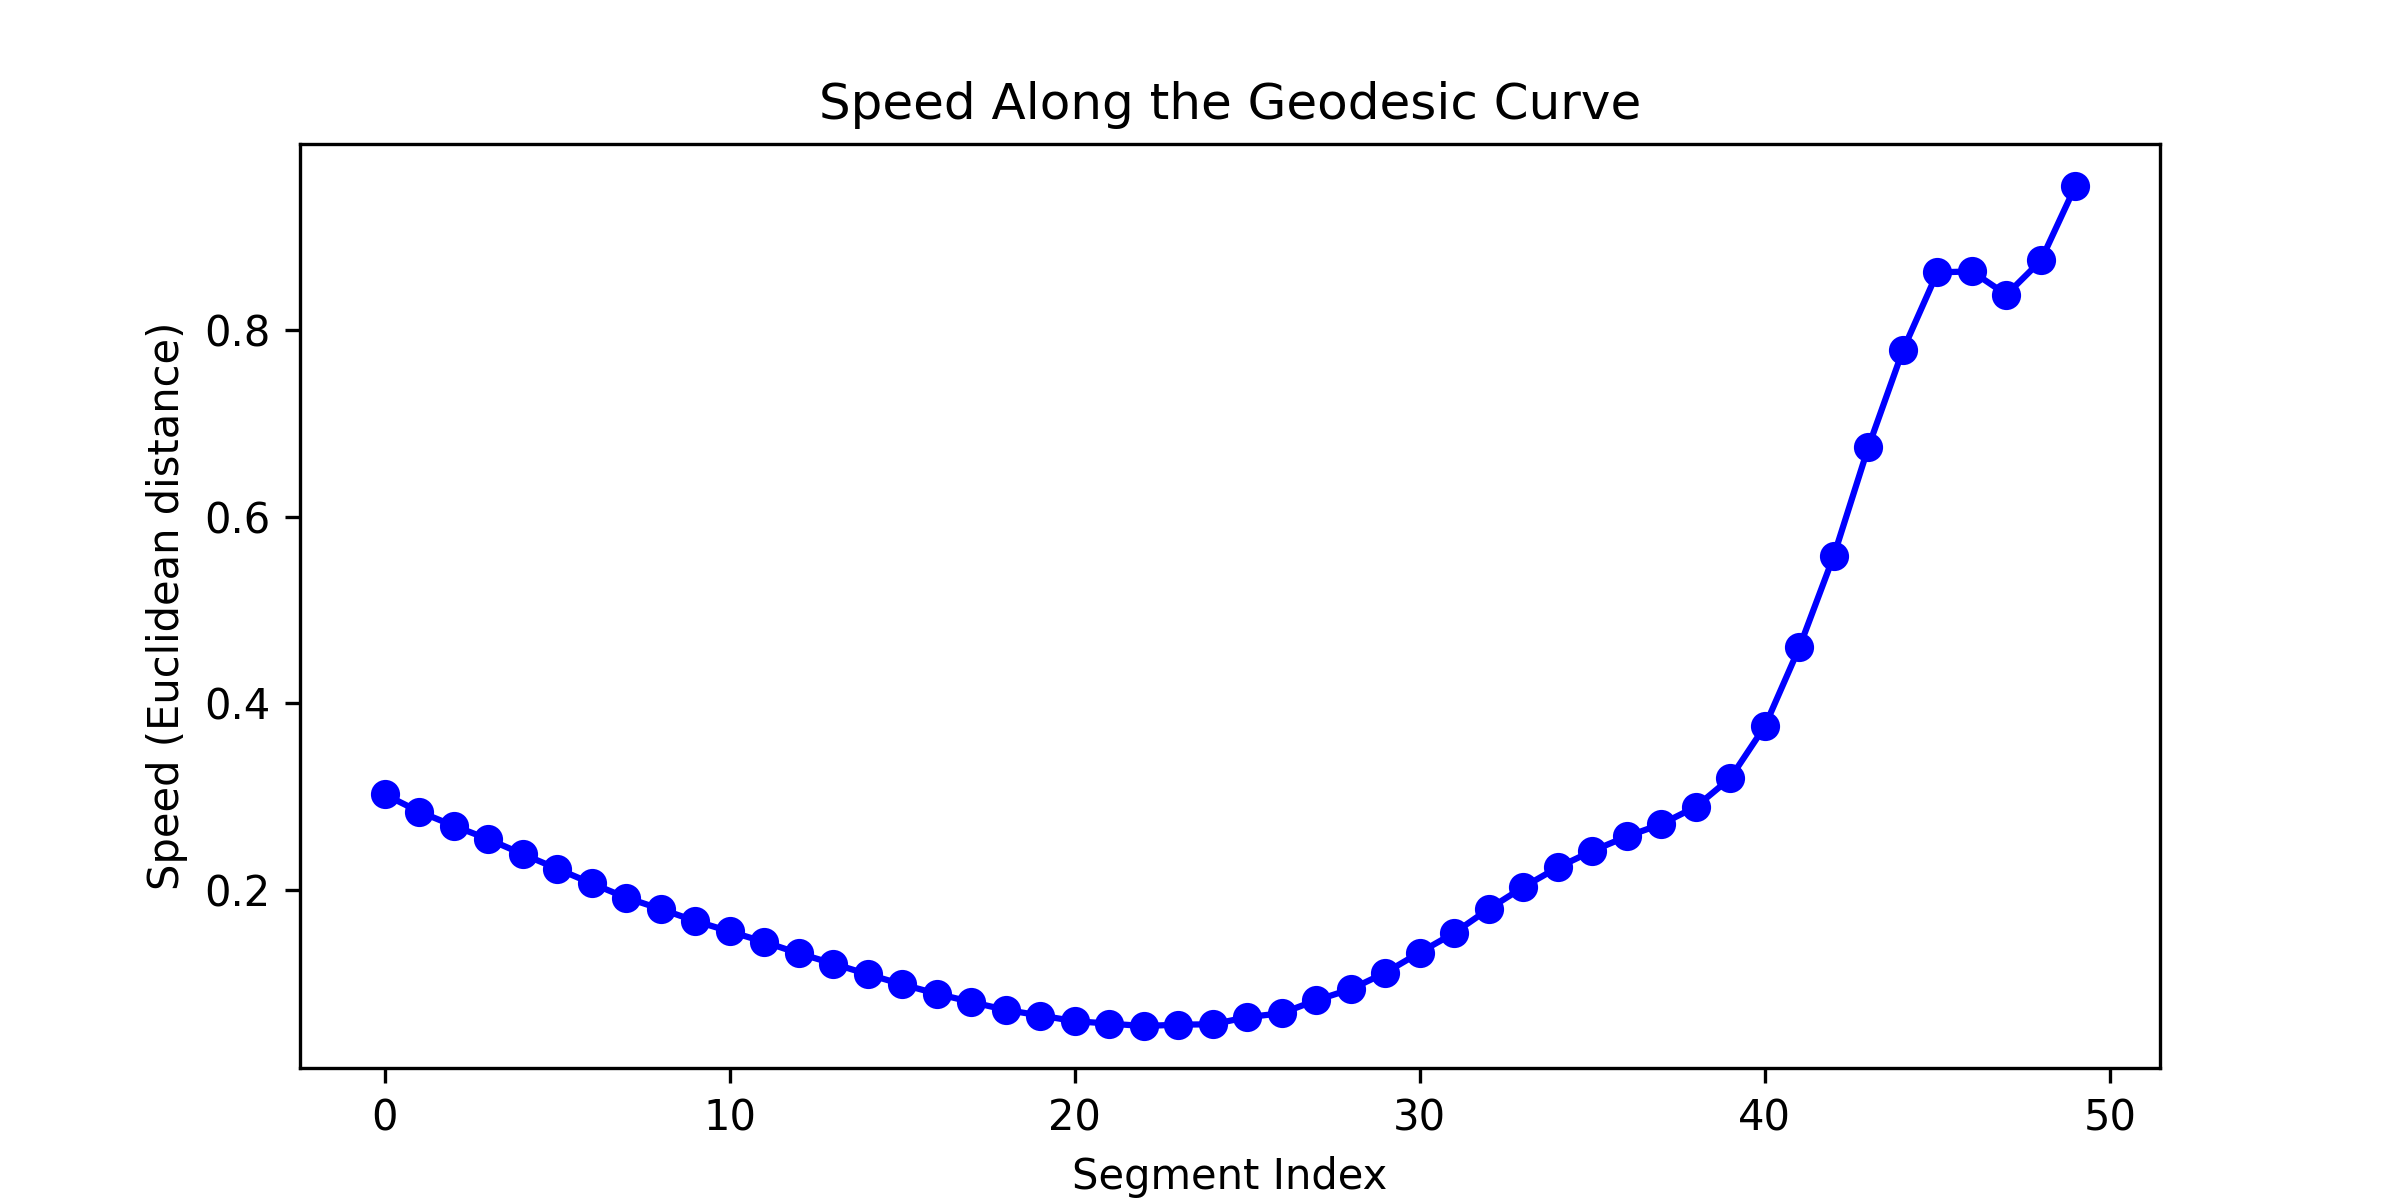 Speed Along the Geodesic Curve
Speed (Euclidean distance)
0.8
0.6
0.4
0.2
0 10 20 30 40 50
Segment Index